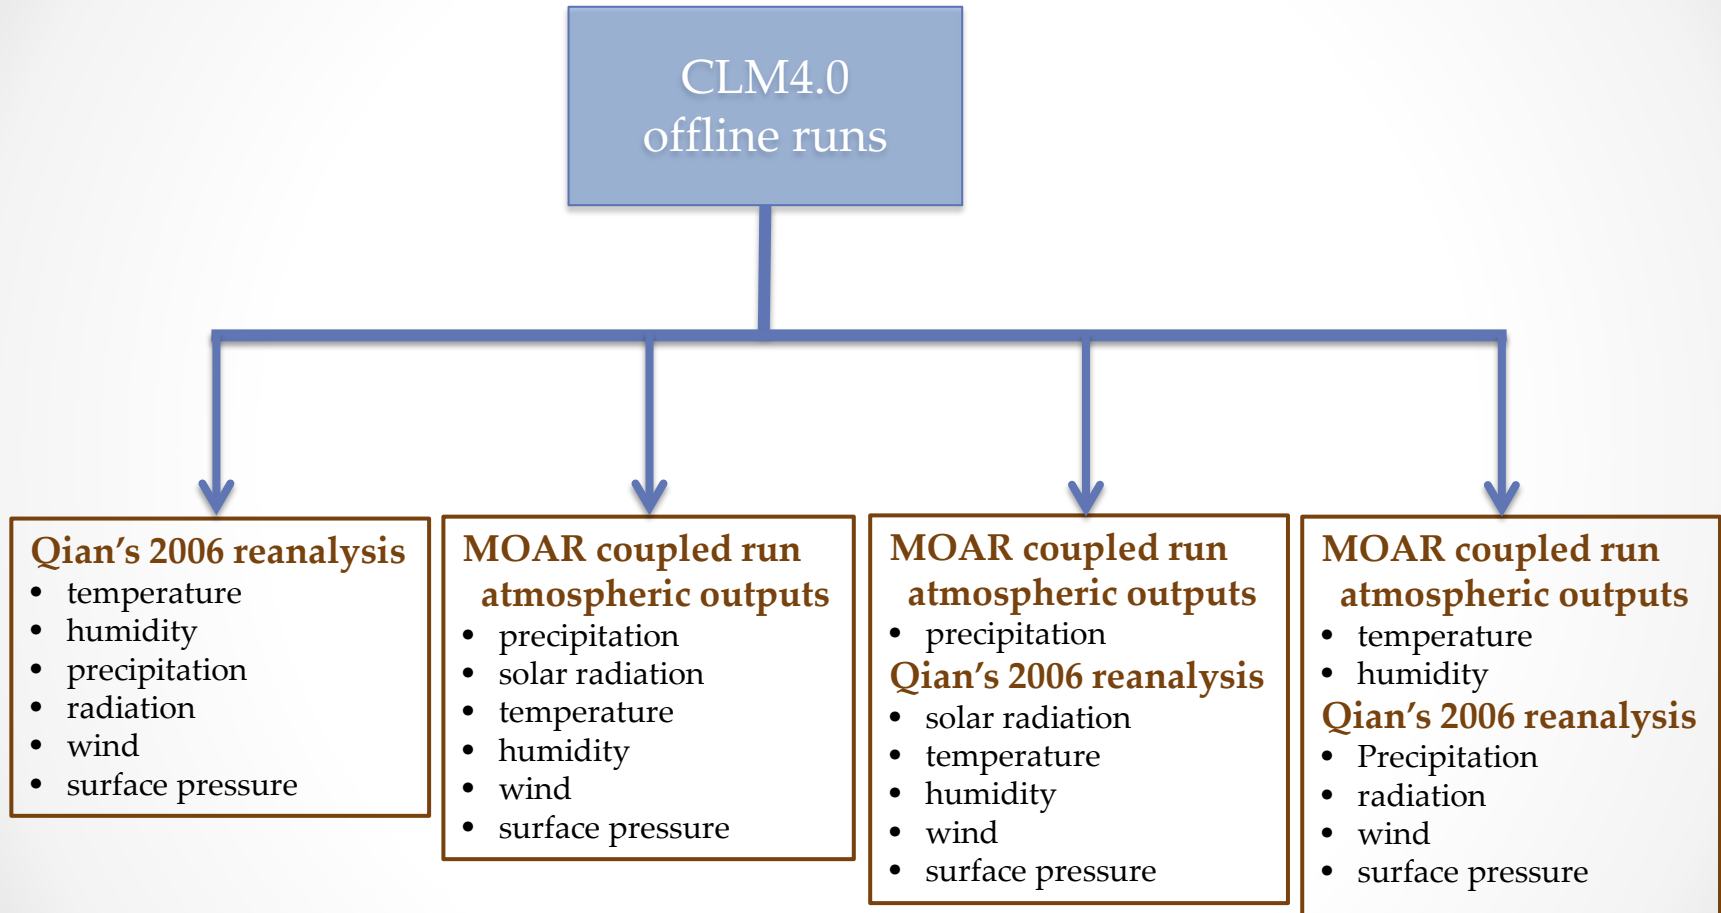 CLM4.0
offline runs
Qian’s 2006 reanalysis
• temperature
• humidity
• precipitation
• radiation
• wind
• surface pressure
MOAR coupled run
atmospheric outputs
• precipitation
• solar radiation
• temperature
• humidity
• wind
• surface pressure
MOAR coupled run
atmospheric outputs
• precipitation
Qian’s 2006 reanalysis
• solar radiation
• temperature
• humidity
• wind
• surface pressure
MOAR coupled run
atmospheric outputs
• temperature
• humidity
Qian’s 2006 reanalysis
• Precipitation
• radiation
• wind
• surface pressure